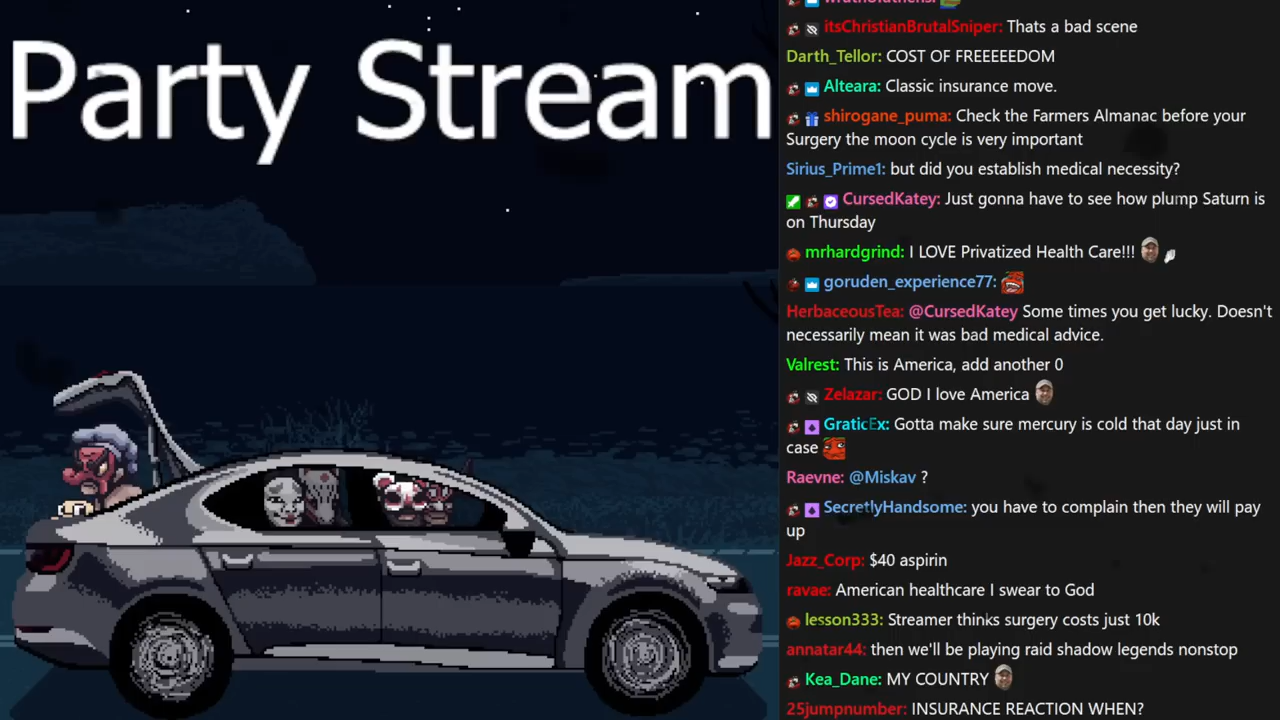 Party Stream
itsChristianBrutalSniper: Thats a bad scene
Darth_Tellor: COST OF FREEEEEDOM
Alteara: Classic insurance move.
shirogane_puma: Check the Farmers Almanac before your
Surgery the moon cycle is very important
Sirius_Prime1: but did you establish medical necessity?
CursedKatey: Just gonna have to see how plump Saturn is
on Thursday
mrhardgrind: I LOVE Privatized Health Care!!!
goruden_experience77:
HerbaceousTea: @CursedKatey Some times you get lucky. Doesn't
necessarily mean it was bad medical advice.
Valrest: This is America, add another 0
Zelazar: GOD I love America
GraticEx: Gotta make sure mercury is cold that day just in
case
Raevne: @Miskav ?
SecretlyHandsome: you have to complain then they will pay
up
Jazz_Corp: $40 aspirin
ravae: American healthcare I swear to God
lesson333: Streamer thinks surgery costs just 10k
annatar44: then we'll be playing raid shadow legends nonstop
Kea_Dane: MY COUNTRY
25jumpnumber: INSURANCE REACTION WHEN?